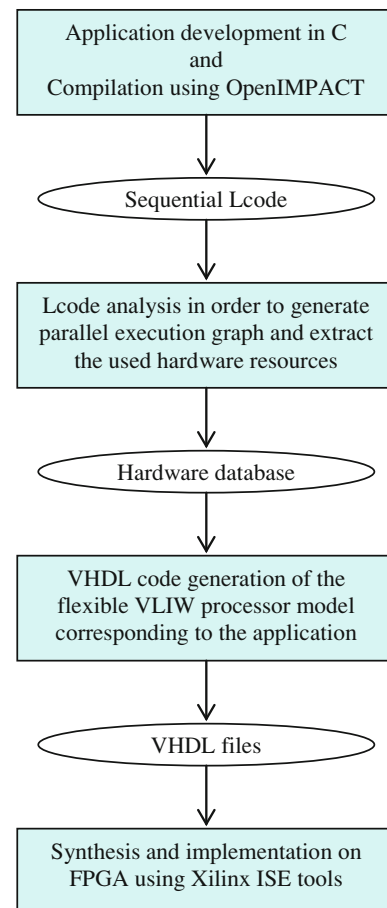 Application development in C
and
Compilation using OpenIMPACT
Sequential Lcode
Lcode analysis in order to generate
parallel execution graph and extract
the used hardware resources
Hardware database
VHDL code generation of the
flexible VLIW processor model
corresponding to the application
VHDL files
Synthesis and implementation on
FPGA using Xilinx ISE tools